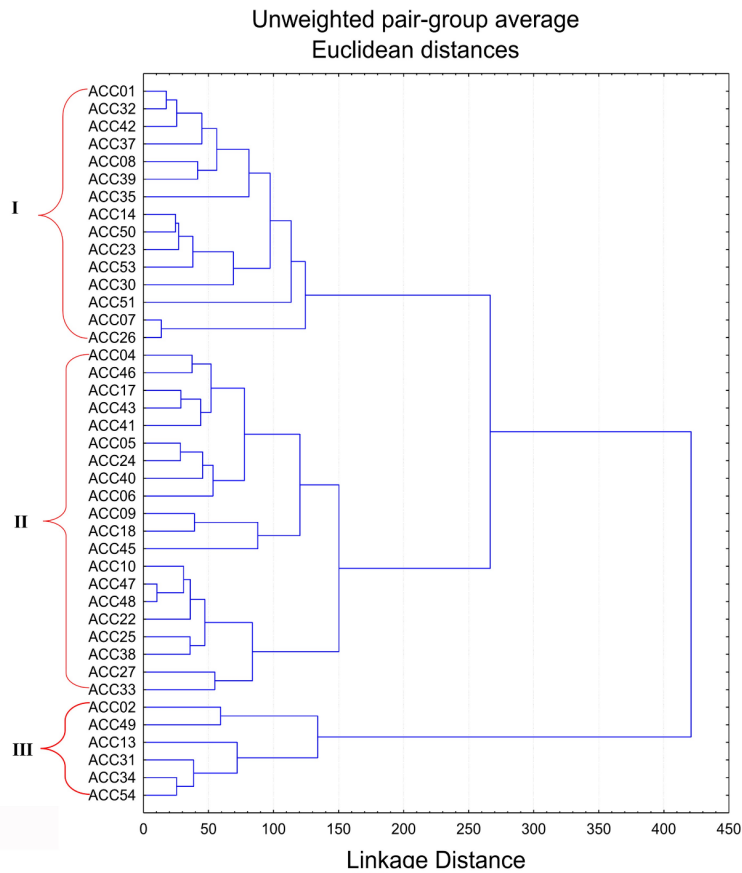 Unweighted pair-group average
Euclidean distances
ACC01
ACC32
ACC42
ACC37
ACC08
ACC39
ACC35
I
ACC14
ACC50
ACC23
ACC53
ACC30
ACC51
ACC07
ACC26
ACC04
ACC46
ACC17
ACC43
ACC41
ACC05
ACC24
ACC40
ACC06
ACC09
II
ACC18
ACC45
ACC10
ACC47
ACC48
ACC22
ACC25
ACC38
ACC27
ACC33
ACC02
ACC49
ACC13
III
ACC31
ACC34
ACC54
0 50 100 150 200 250 300 350 400 450
Linkage Distance